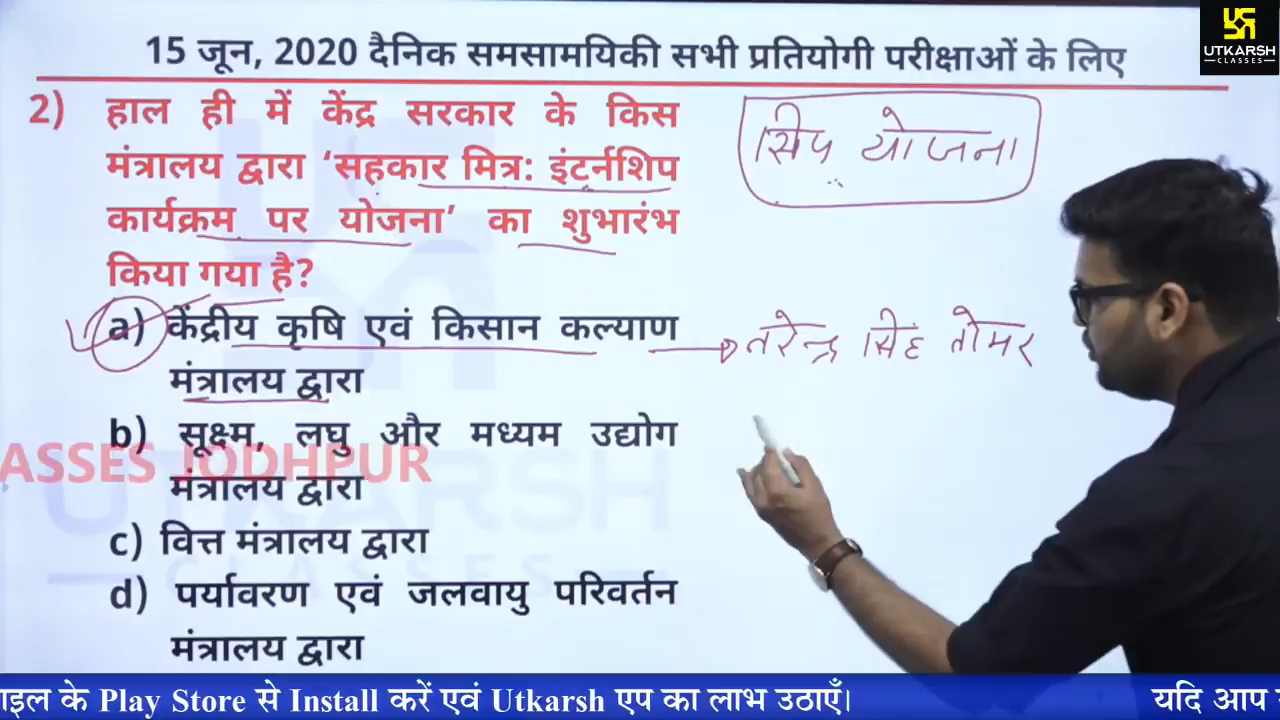 15 जून, 2020 दैनिक समसामयिकी सभी प्रतियोगी परीक्षाओं के लिए
UTKARSH
CLASSES
2) हाल ही में केंद्र सरकार के किस
मंत्रालय द्वारा ‘सहकार मित्र: इंटर्नशिप
कार्यक्रम पर योजना’ का शुभारंभ
किया गया है?
सिप योजना
a) केंद्रीय कृषि एवं किसान कल्याण
मंत्रालय द्वारा
नरेन्द्र सिंह तोमर
b) सूक्ष्म, लघु और मध्यम उद्योग
मंत्रालय द्वारा
ASSES JODHPUR
UTKARSH
CLASSES
c) वित्त मंत्रालय द्वारा
d) पर्यावरण एवं जलवायु परिवर्तन
मंत्रालय द्वारा
ाइल के Play Store से Install करें एवं Utkarsh एप का लाभ उठाएँ। यदि आप